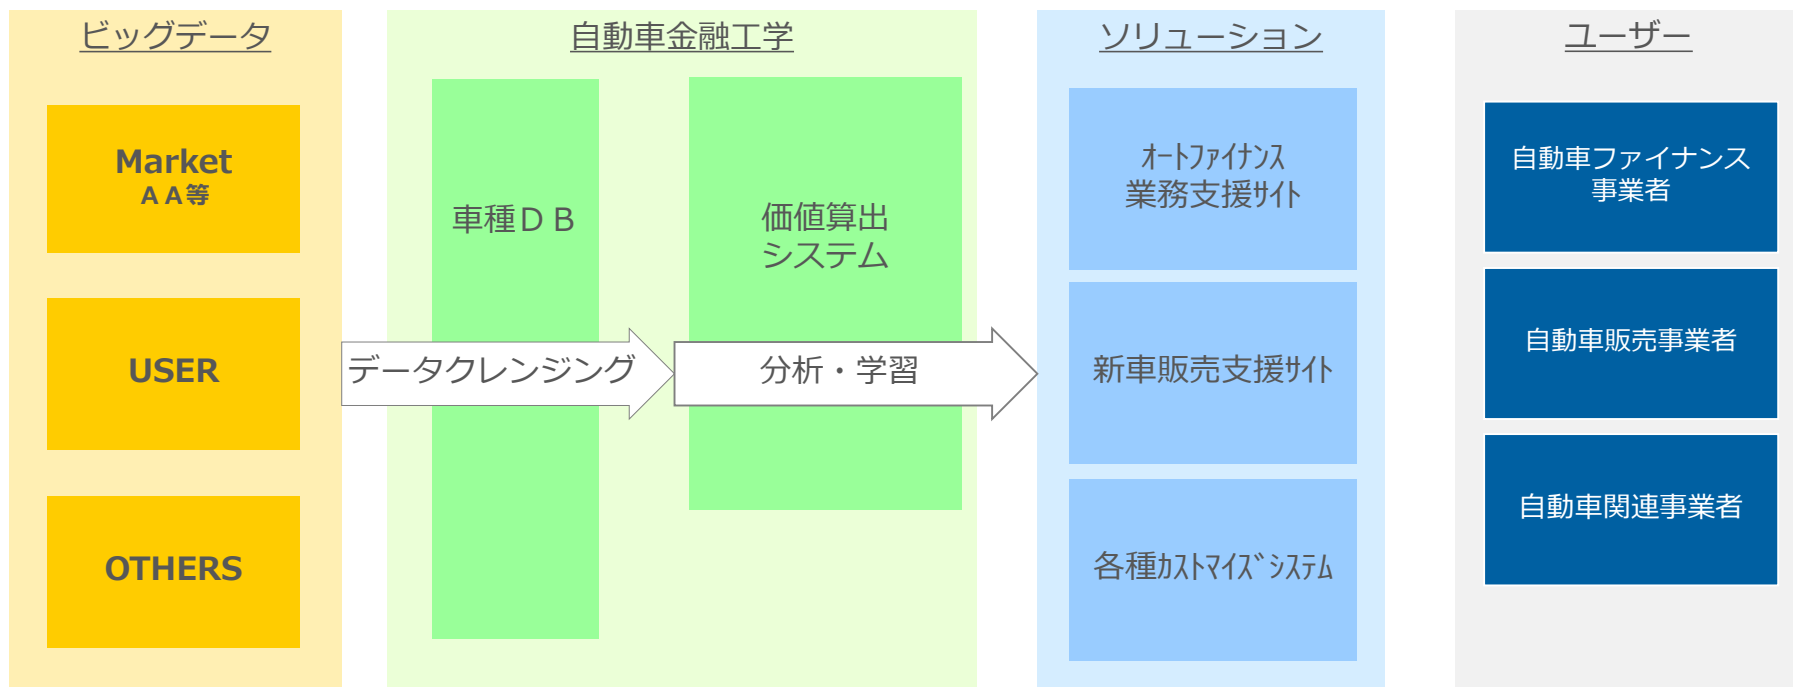 ビッグデータ
Market
ＡＡ等
USER
OTHERS
自動車金融工学
車種ＤＢ
価値算出
システム
データクレンジング
分析・学習
ソリューション
ｵｰﾄﾌｧｲﾅﾝｽ
業務支援ｻｲﾄ
新車販売支援ｻｲﾄ
各種ｶｽﾄﾏｲｽﾞｼｽﾃﾑ
ユーザー
自動車ファイナンス
事業者
自動車販売事業者
自動車関連事業者